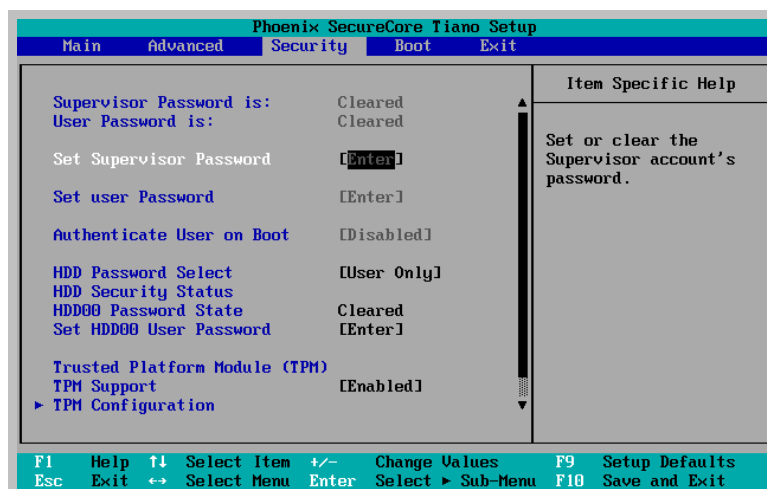 Phoenix SecureCore Tiano Setup
Main Advanced Security Boot Exit
Item Specific Help
Supervisor Password is: Cleared
User Password is: Cleared
Set Supervisor Password [Enter]
Set user Password [Enter]
Authenticate User on Boot [Disabled]
HDD Password Select [User Only]
HDD Security Status
HDD00 Password State Cleared
Set HDD00 User Password [Enter]
Trusted Platform Module (TPM)
TPM Support [Enabled]
► TPM Configuration
Set or clear the
Supervisor account's
password.
F1 Help ↑↓ Select Item +/- Change Values F9 Setup Defaults
Esc Exit ↔ Select Menu Enter Select ► Sub-Menu F10 Save and Exit